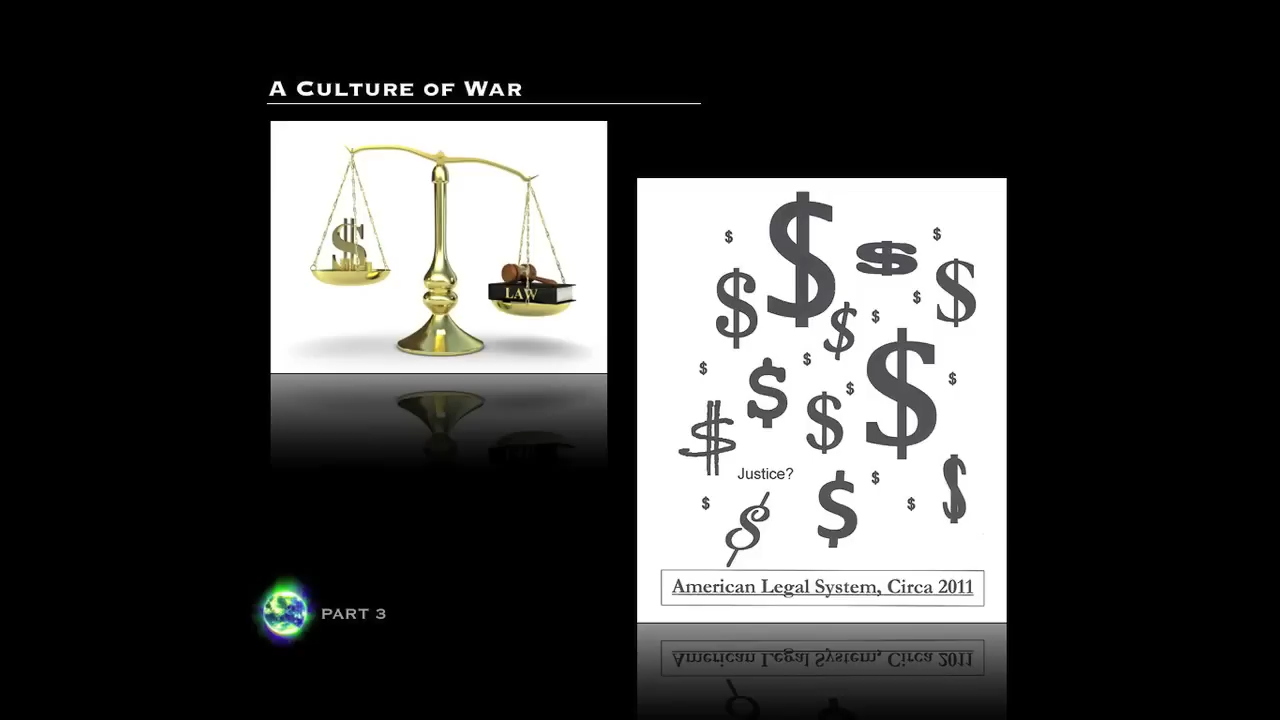 A CULTURE OF WAR
$
LAW
$ $ $ $
$ $ $
$ $ $
$ $ $
$ $ $ $
$
Justice?
$ $ $ $
$ $
American Legal System, Circa 2011
PART 3